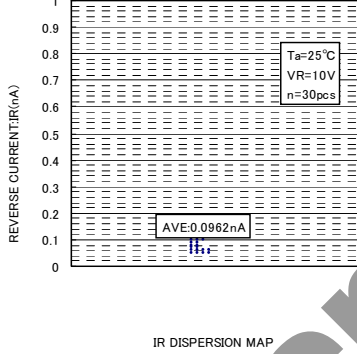 1
0.9
0.8
0.7
0.6
0.5
0.4
0.3
0.2
0.1
0
REVERSE CURRENT:IR(nA)
Ta=25℃
VR=10V
n=30pcs
AVE:0.0962nA
IR DISPERSION MAP